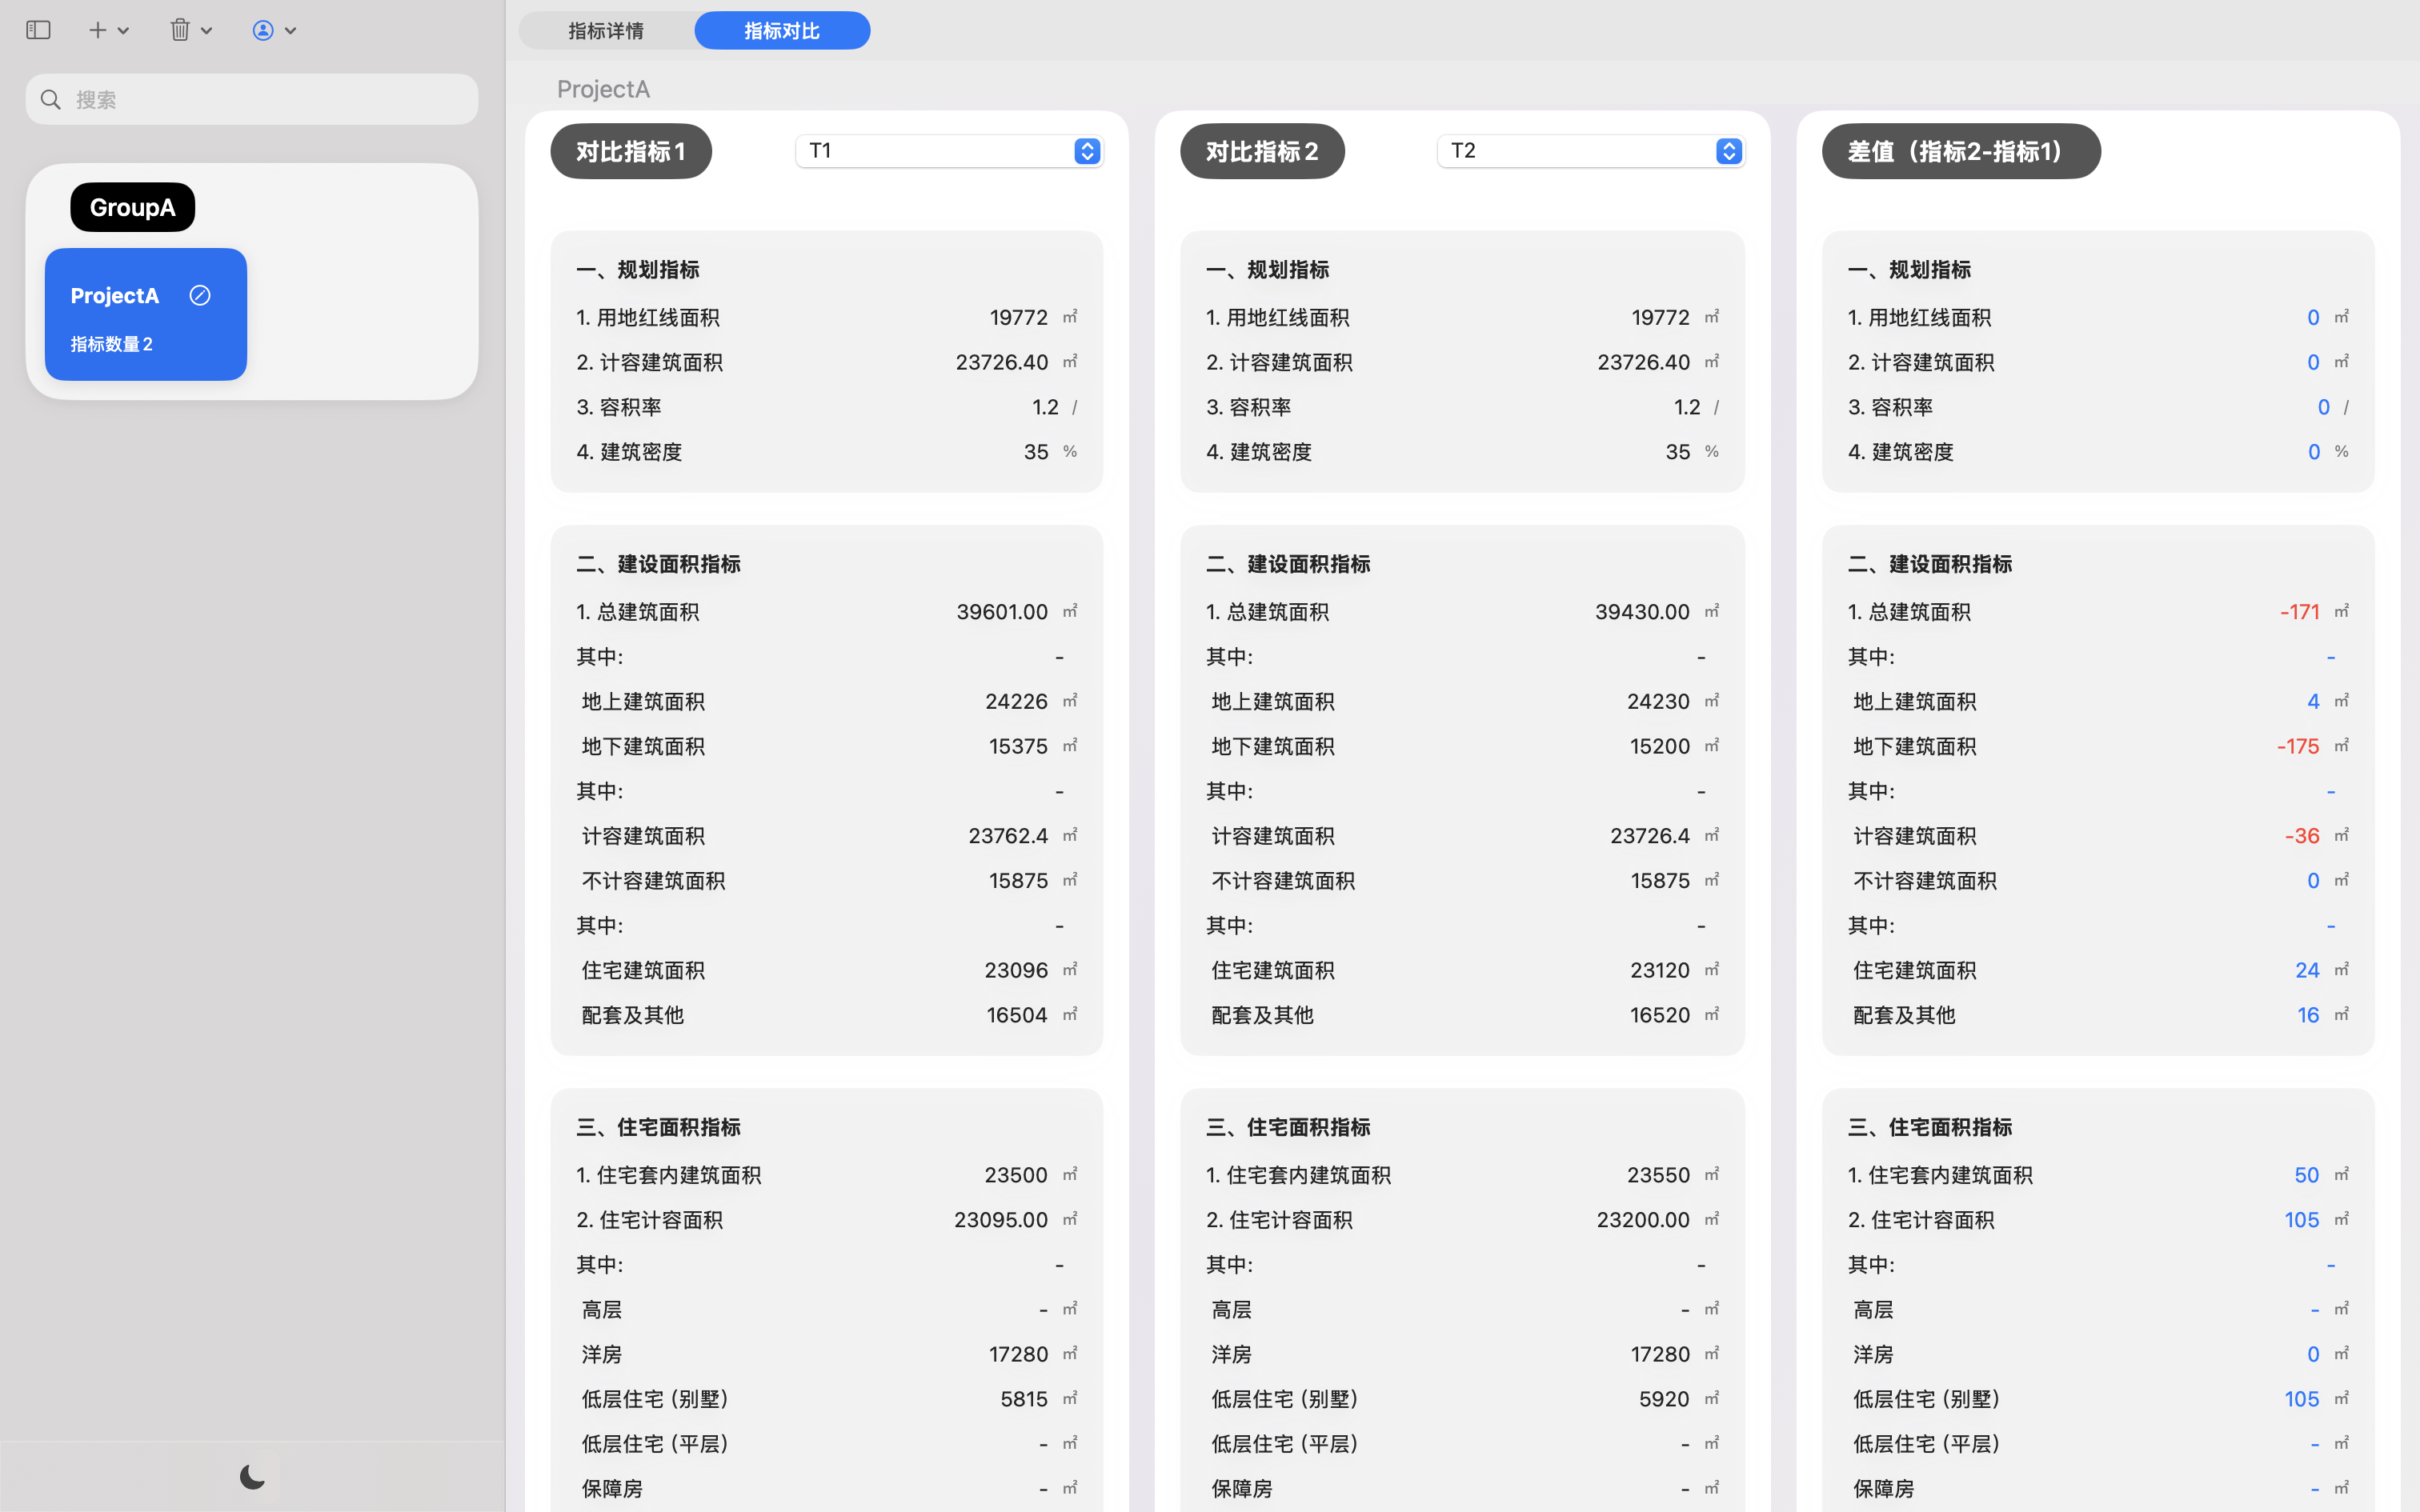 搜索
GroupA
ProjectA
指标数量 2
指标详情
指标对比
ProjectA
对比指标 1
T1
一、规划指标
1. 用地红线面积 19772 ㎡
2. 计容建筑面积 23726.40 ㎡
3. 容积率 1.2 /
4. 建筑密度 35 %
二、建设面积指标
1. 总建筑面积 39601.00 ㎡
其中: -
地上建筑面积 24226 ㎡
地下建筑面积 15375 ㎡
其中: -
计容建筑面积 23762.4 ㎡
不计容建筑面积 15875 ㎡
其中: -
住宅建筑面积 23096 ㎡
配套及其他 16504 ㎡
三、住宅面积指标
1. 住宅套内建筑面积 23500 ㎡
2. 住宅计容面积 23095.00 ㎡
其中: -
高层 - ㎡
洋房 17280 ㎡
低层住宅 (别墅) 5815 ㎡
低层住宅 (平层) - ㎡
保障房 - ㎡
对比指标 2
T2
一、规划指标
1. 用地红线面积 19772 ㎡
2. 计容建筑面积 23726.40 ㎡
3. 容积率 1.2 /
4. 建筑密度 35 %
二、建设面积指标
1. 总建筑面积 39430.00 ㎡
其中: -
地上建筑面积 24230 ㎡
地下建筑面积 15200 ㎡
其中: -
计容建筑面积 23726.4 ㎡
不计容建筑面积 15875 ㎡
其中: -
住宅建筑面积 23120 ㎡
配套及其他 16520 ㎡
三、住宅面积指标
1. 住宅套内建筑面积 23550 ㎡
2. 住宅计容面积 23200.00 ㎡
其中: -
高层 - ㎡
洋房 17280 ㎡
低层住宅 (别墅) 5920 ㎡
低层住宅 (平层) - ㎡
保障房 - ㎡
差值（指标2-指标1）
一、规划指标
1. 用地红线面积 0 ㎡
2. 计容建筑面积 0 ㎡
3. 容积率 0 /
4. 建筑密度 0 %
二、建设面积指标
1. 总建筑面积 -171 ㎡
其中: -
地上建筑面积 4 ㎡
地下建筑面积 -175 ㎡
其中: -
计容建筑面积 -36 ㎡
不计容建筑面积 0 ㎡
其中: -
住宅建筑面积 24 ㎡
配套及其他 16 ㎡
三、住宅面积指标
1. 住宅套内建筑面积 50 ㎡
2. 住宅计容面积 105 ㎡
其中: -
高层 - ㎡
洋房 0 ㎡
低层住宅 (别墅) 105 ㎡
低层住宅 (平层) - ㎡
保障房 - ㎡